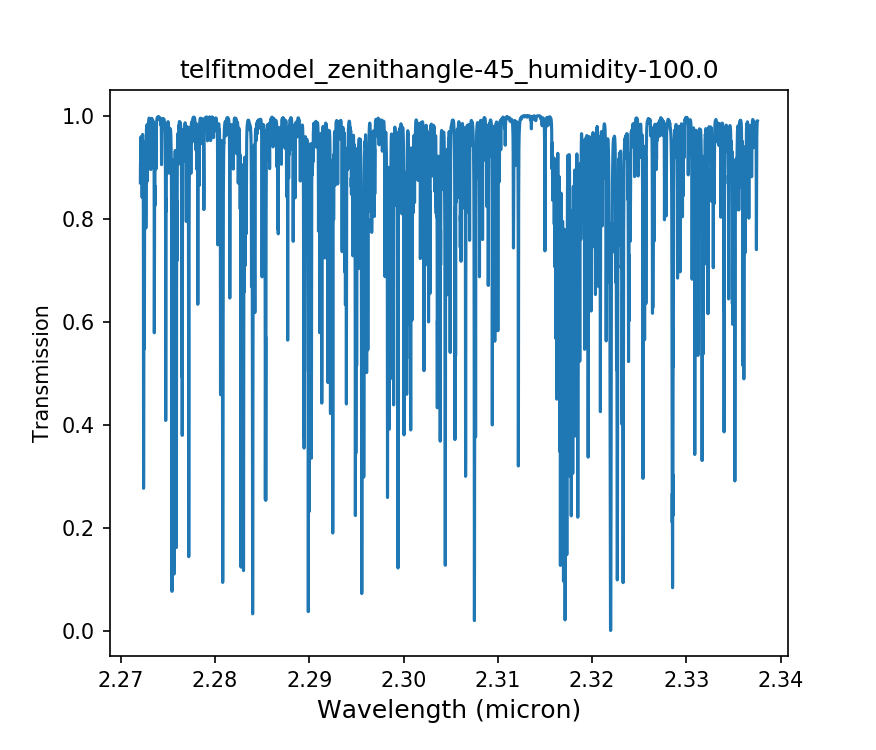 telfitmodel_zenithangle-45_humidity-100.0
1.0
0.8
0.6
0.4
0.2
0.0
Transmission
2.27 2.28 2.29 2.30 2.31 2.32 2.33 2.34
Wavelength (micron)